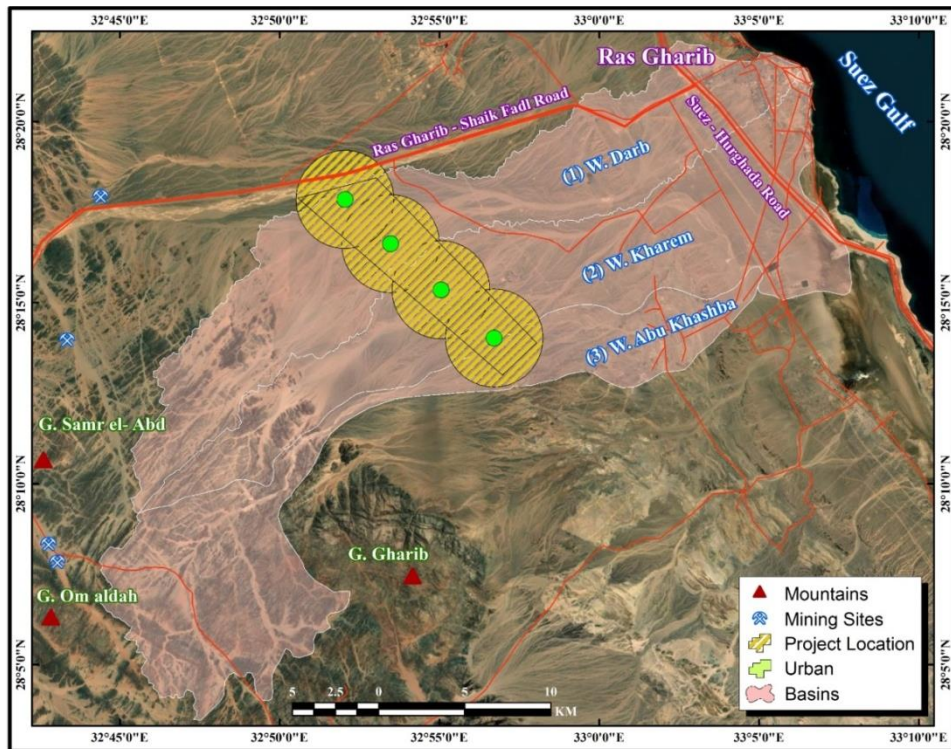 32°45'0"E 32°50'0"E 32°55'0"E 33°0'0"E 33°5'0"E 33°10'0"E
Ras Gharib
Suez Gulf
28°20'0"N 28°20'0"N
Ras Gharib - Shaik Fadl Road
Suez - Hurghada Road
(1) W. Darb
(2) W. Kharem
28°15'0"N 28°15'0"N
(3) W. Abu Khashba
G. Samr el- Abd
28°10'0"N 28°10'0"N
G. Gharib
G. Om aldah
28°5'0"N 28°5'0"N
Mountains
Mining Sites
Project Location
Urban
Basins
5 2.5 0 5 10
KM
32°45'0"E 32°50'0"E 32°55'0"E 33°0'0"E 33°5'0"E 33°10'0"E